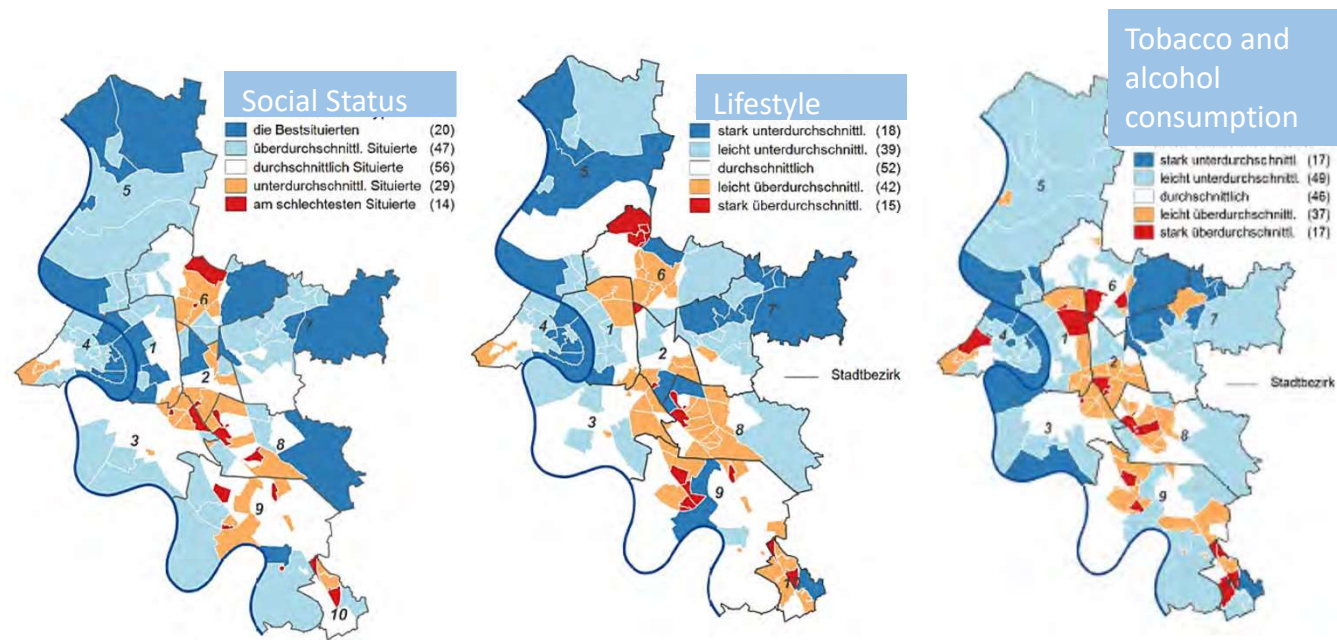 Social Status
die Bestsituierten (20)
überdurchschnittl. Situierte (47)
durchschnittlich Situierte (56)
unterdurchschnittl. Situierte (29)
am schlechtesten Situierte (14)
5
6
7
4
1
2
3
8
9
10
Lifestyle
stark unterdurchschnittl. (18)
leicht unterdurchschnittl. (39)
durchschnittlich (52)
leicht überdurchschnittl. (42)
stark überdurchschnittl. (15)
5
6
7
4
1
2
Stadtbezirk
3
8
9
Tobacco and
alcohol
consumption
stark unterdurchschnittl. (17)
leicht unterdurchschnittl. (49)
durchschnittlich (46)
leicht überdurchschnittl. (37)
stark überdurchschnittl. (17)
5
6
7
4
1
2
Stadtbezirk
3
8
9